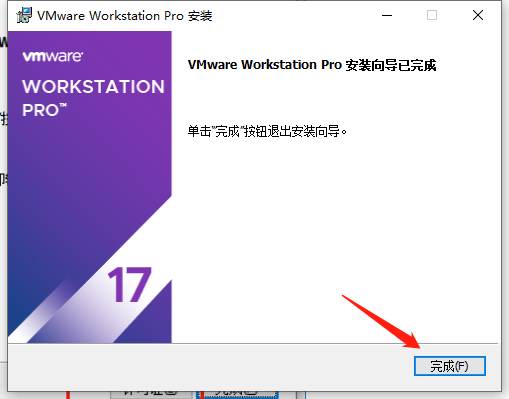 VMware Workstation Pro 安装
vmware
WORKSTATION
PRO™
17
VMware Workstation Pro 安装向导已完成
单击"完成"按钮退出安装向导。
完成(F)